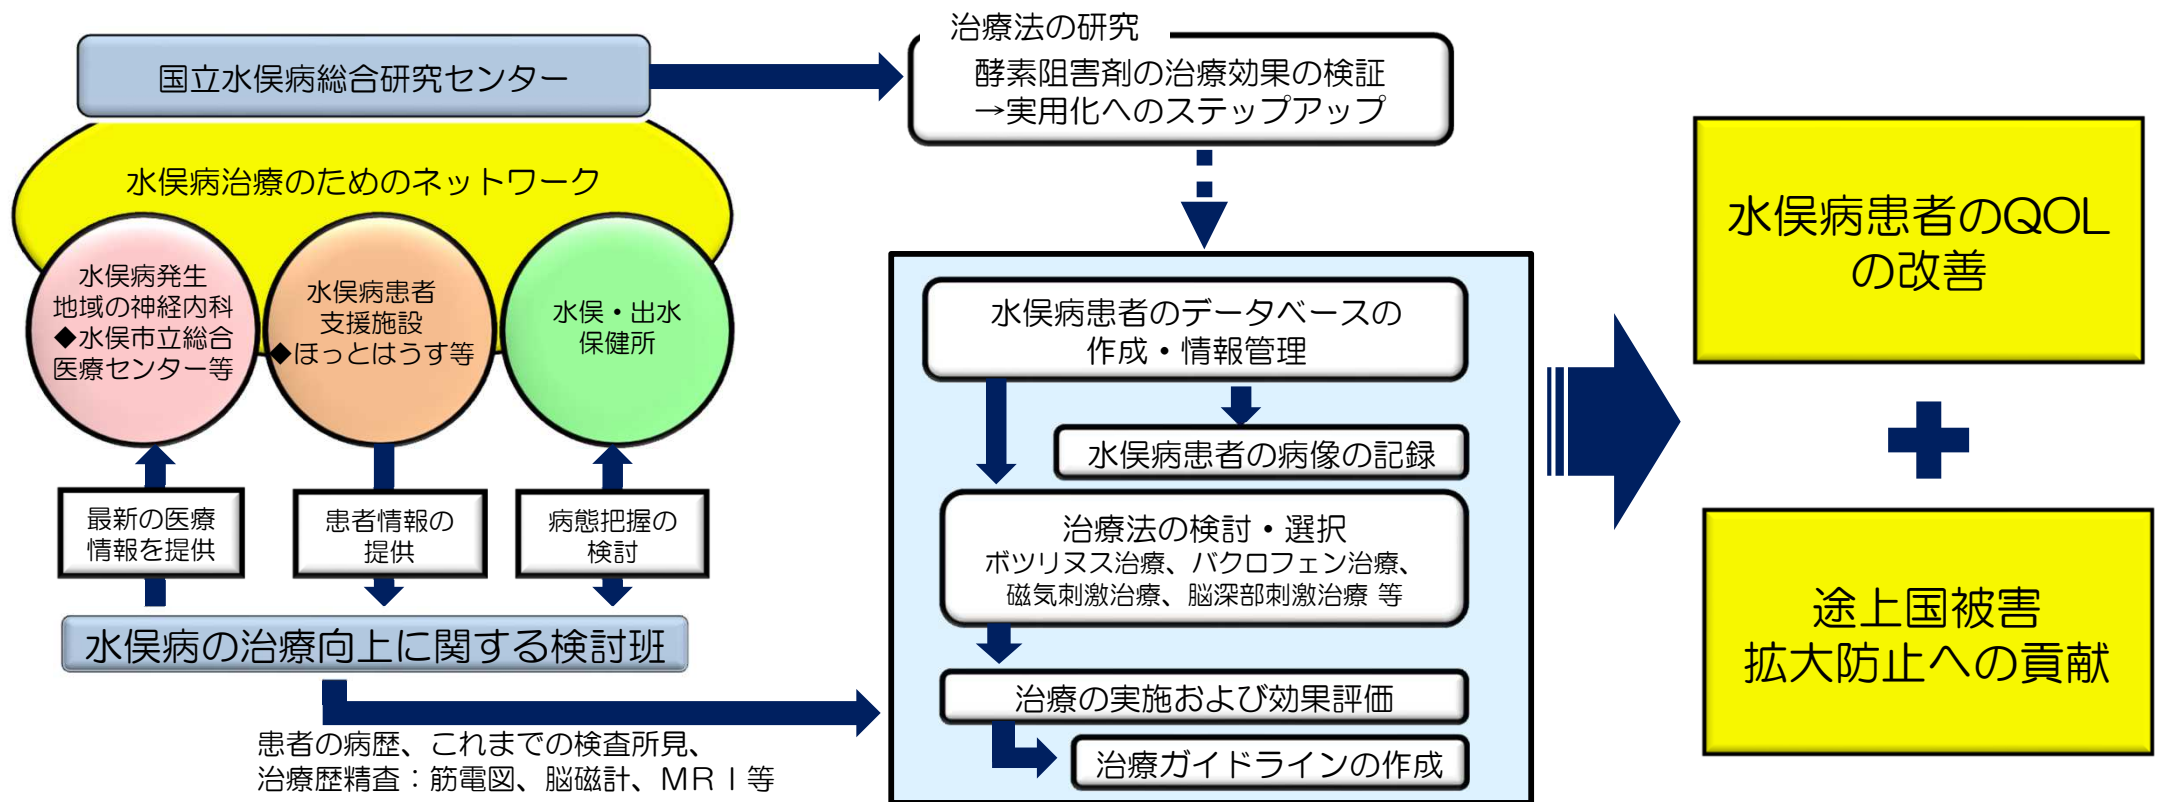 国立水俣病総合研究センター
水俣病治療のためのネットワーク
水俣病発生
地域の神経内科
◆水俣市立総合
医療センター等
水俣病患者
支援施設
◆ほっとはうす等
水俣・出水
保健所
最新の医療
情報を提供
患者情報の
提供
病態把握の
検討
水俣病の治療向上に関する検討班
患者の病歴、これまでの検査所見、
治療歴精査：筋電図、脳磁計、ＭＲＩ等
治療法の研究
酵素阻害剤の治療効果の検証
→実用化へのステップアップ
水俣病患者のデータベースの
作成・情報管理
水俣病患者の病像の記録
治療法の検討・選択
ボツリヌス治療、バクロフェン治療、
磁気刺激治療、脳深部刺激治療 等
治療の実施および効果評価
治療ガイドラインの作成
水俣病患者のQOL
の改善
途上国被害
拡大防止への貢献